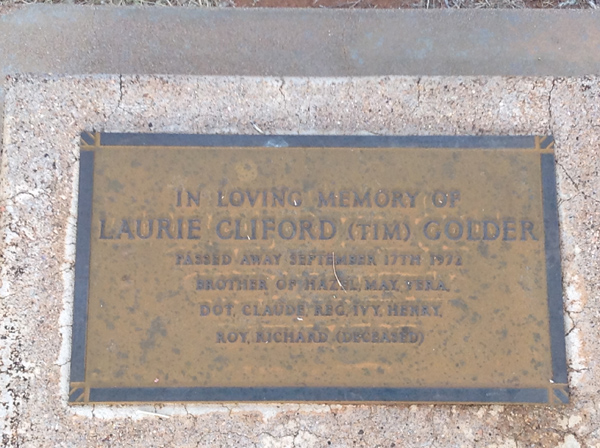 IN LOVING MEMORY OF
LAURIE CLIFORD (TIM) GOLDER
PASSED AWAY SEPTEMBER 17TH 1972
BROTHER OF HAZEL, MAY, VERA,
DOT, CLAUDE, REG, IVY, HENRY,
ROY, RICHARD (DECEASED)